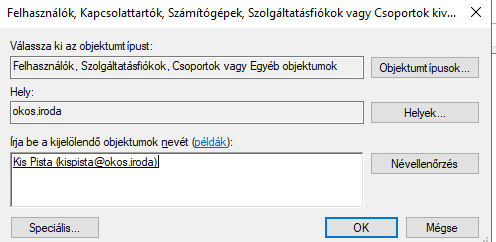 Felhasználók, Kapcsolattartók, Számítógépek, Szolgáltatásfiókok vagy Csoportok kiv...
Válassza ki az objektumtípust:
Felhasználók, Szolgáltatásfiókok, Csoportok vagy Egyéb objektumok
Objektumtípusok...
Hely:
okos.iroda
Helyek...
Írja be a kijelölendő objektumok nevét (példák):
Kis Pista (kispista@okos.iroda)
Névellenőrzés
Speciális...
OK
Mégse